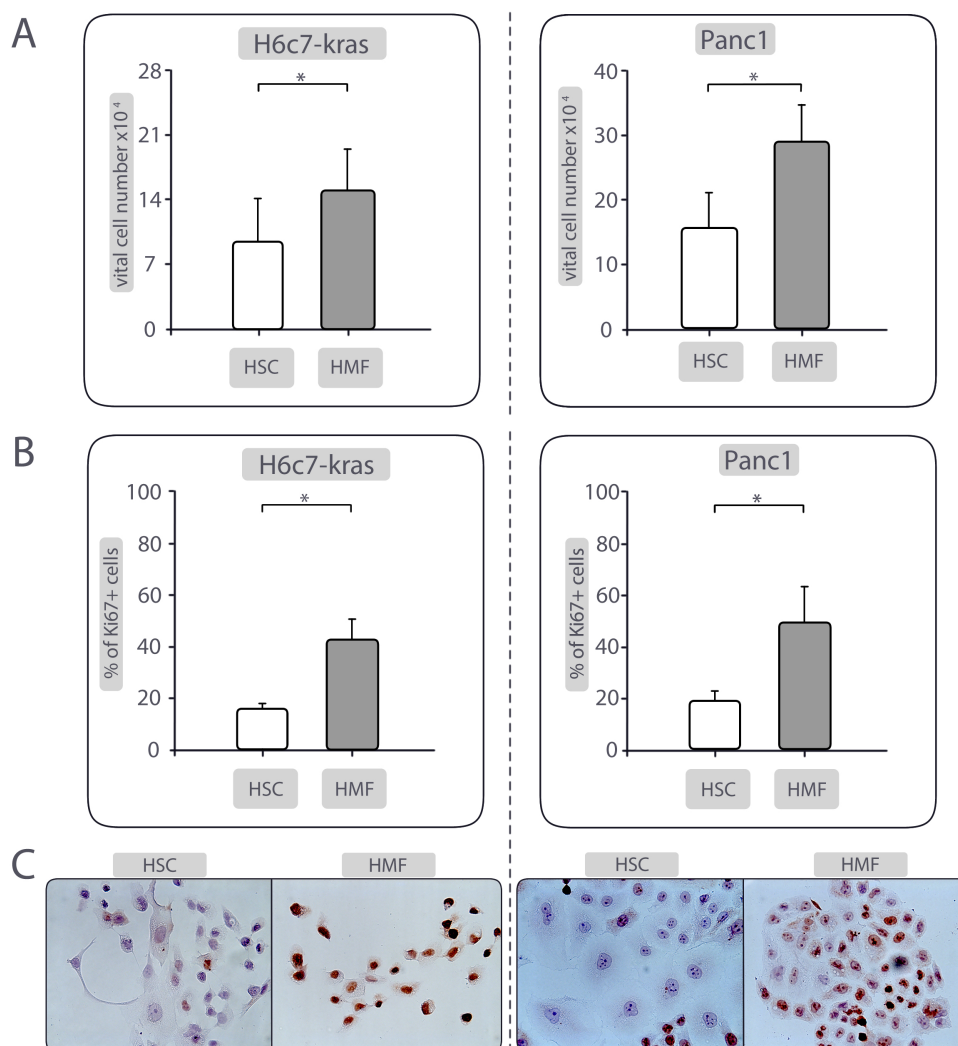 A
H6c7-kras
Panc1
28
21
14
7
0
vital cell number x10⁴
*
HSC
HMF
40
30
20
10
0
vital cell number x10⁴
*
HSC
HMF
B
H6c7-kras
Panc1
100
80
60
40
20
0
% of Ki67+ cells
*
HSC
HMF
100
80
60
40
20
0
% of Ki67+ cells
*
HSC
HMF
C
HSC
HMF
HSC
HMF